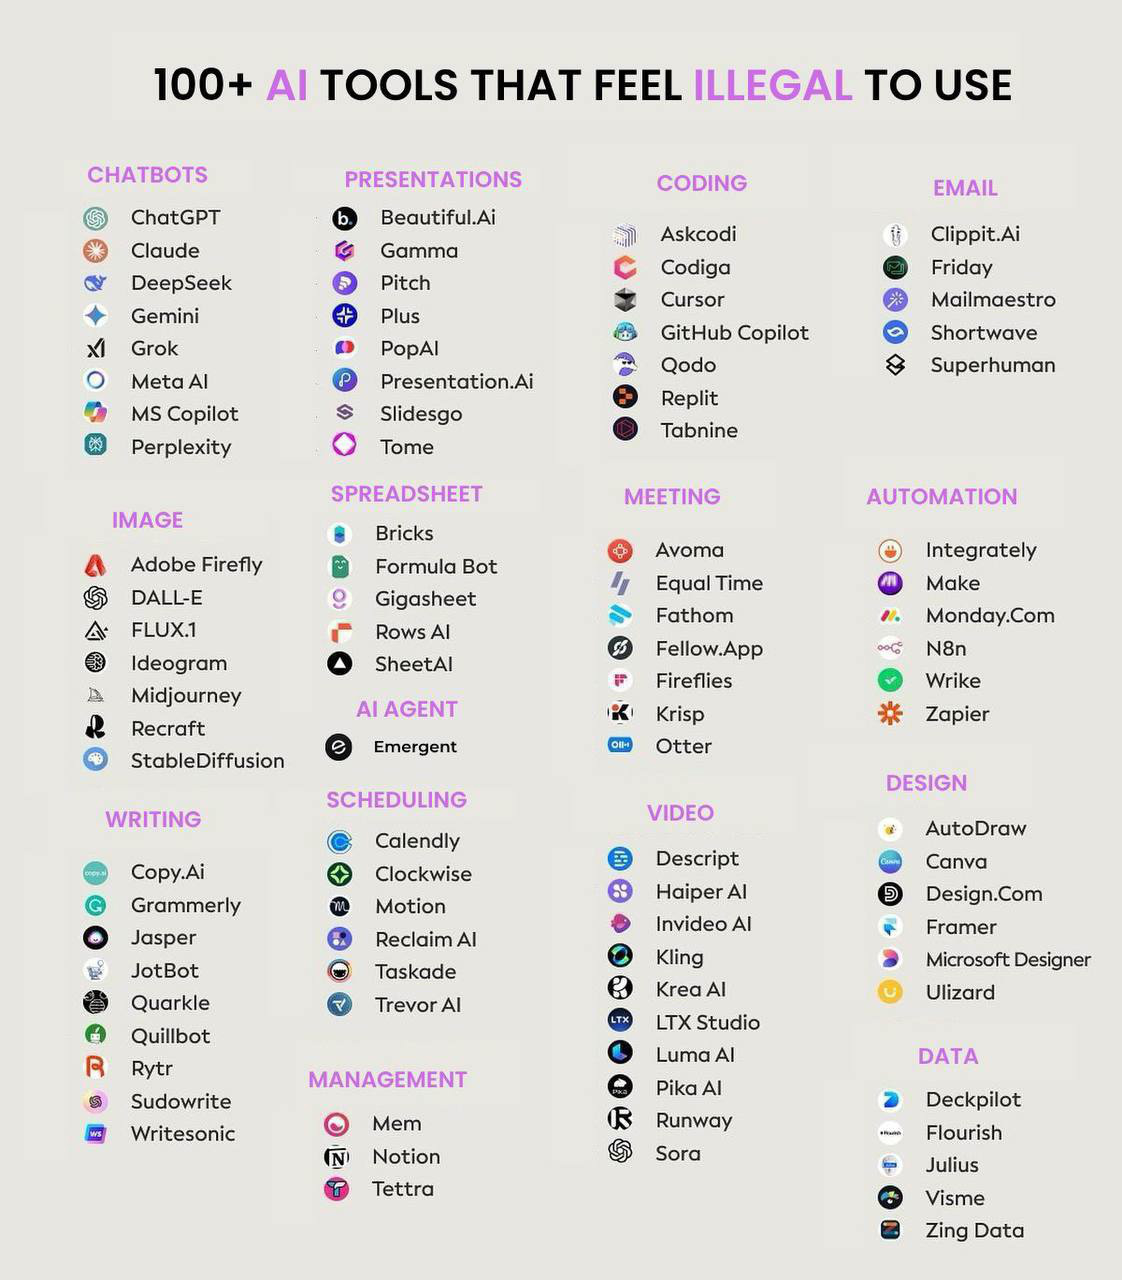 100+ AI TOOLS THAT FEEL ILLEGAL TO USE
CHATBOTS
ChatGPT
Claude
DeepSeek
Gemini
Grok
Meta AI
MS Copilot
Perplexity
PRESENTATIONS
Beautiful.Ai
Gamma
Pitch
Plus
PopAI
Presentation.Ai
Slidesgo
Tome
CODING
Askcodi
Codiga
Cursor
GitHub Copilot
Qodo
Replit
Tabnine
EMAIL
Clippit.Ai
Friday
Mailmaestro
Shortwave
Superhuman
IMAGE
Adobe Firefly
DALL-E
FLUX.1
Ideogram
Midjourney
Recraft
StableDiffusion
SPREADSHEET
Bricks
Formula Bot
Gigasheet
Rows AI
SheetAI
AI AGENT
Emergent
MEETING
Avoma
Equal Time
Fathom
Fellow.App
Fireflies
Krisp
Otter
AUTOMATION
Integrately
Make
Monday.Com
N8n
Wrike
Zapier
WRITING
Copy.Ai
Grammerly
Jasper
JotBot
Quarkle
Quillbot
Rytr
Sudowrite
Writesonic
SCHEDULING
Calendly
Clockwise
Motion
Reclaim AI
Taskade
Trevor AI
MANAGEMENT
Mem
Notion
Tettra
VIDEO
Descript
Haiper AI
Invideo AI
Kling
Krea AI
LTX Studio
Luma AI
Pika AI
Runway
Sora
DESIGN
AutoDraw
Canva
Design.Com
Framer
Microsoft Designer
Ulizard
DATA
Deckpilot
Flourish
Julius
Visme
Zing Data